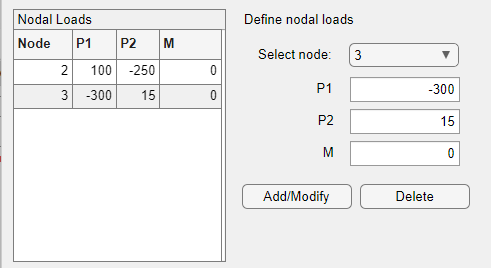 Nodal Loads
Node P1 P2 M
2 100 -250 0
3 -300 15 0
Define nodal loads
Select node: 3
P1 -300
P2 15
M 0
Add/Modify Delete